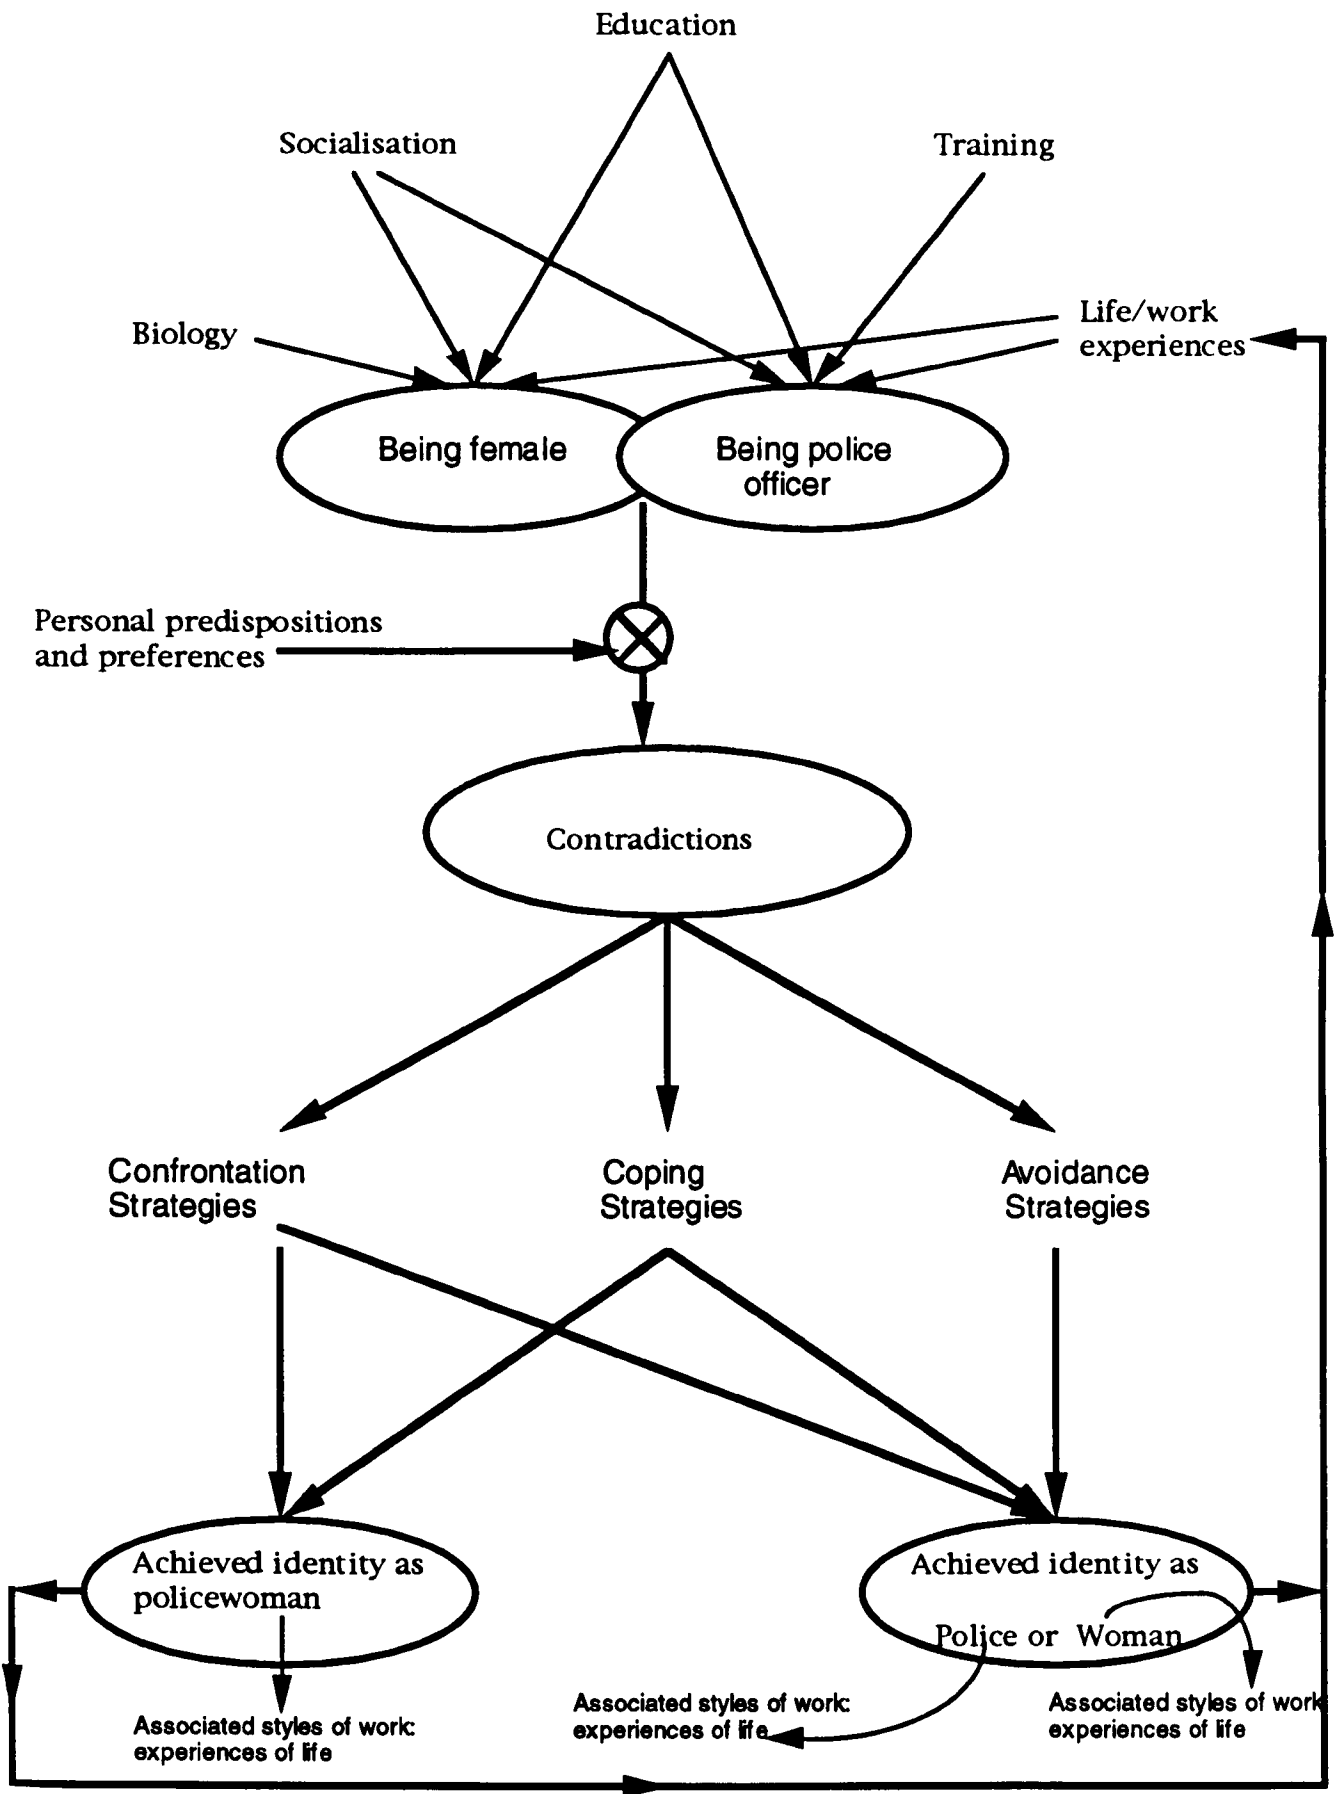 Education
Socialisation
Training
Biology
Life/work
experiences
Being female
Being police
officer
Personal predispositions
and preferences
Contradictions
Confrontation
Strategies
Coping
Strategies
Avoidance
Strategies
Achieved identity as
policewoman
Achieved identity as
Police or Woman
Associated styles of work:
experiences of life
Associated styles of work:
experiences of life
Associated styles of work
experiences of life